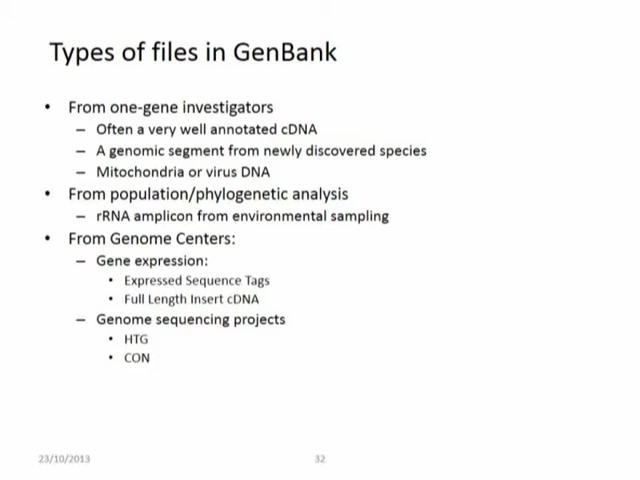 Types of files in GenBank
• From one-gene investigators
– Often a very well annotated cDNA
– A genomic segment from newly discovered species
– Mitochondria or virus DNA
• From population/phylogenetic analysis
– rRNA amplicon from environmental sampling
• From Genome Centers:
– Gene expression:
• Expressed Sequence Tags
• Full Length Insert cDNA
– Genome sequencing projects
• HTG
• CON
23/10/2013
32